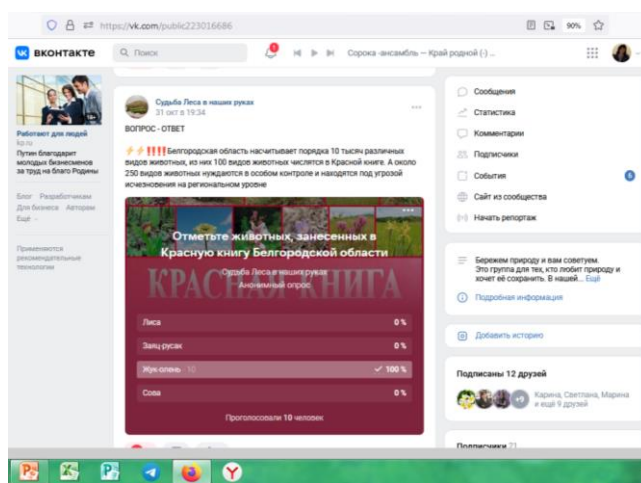 https://vk.com/public223016686
90%
ВКОНТАКТЕ
Поиск
Сорока -ансамбль – Край родной (-) ...
Работают для людей
kp.ru
Путин благодарит
молодых бизнесменов
за труд на благо Родины
Блог Разработчикам
Для бизнеса Авторам
Ещё
Применяются
рекомендательные
технологии
Судьба Леса в наших руках
31 окт в 19:34
ВОПРОС - ОТВЕТ
⚡⚡‼‼Белгородская область насчитывает порядка 10 тысяч различных
видов животных, из них 100 видов животных числятся в Красной книге. А около
250 видов животных нуждаются в особом контроле и находятся под угрозой
исчезновения на региональном уровне
Отметьте животных, занесенных в
Красную книгу Белгородской области
КРАСНАЯ КНИГА
Судьба Леса в наших руках
Анонимный опрос
Лиса 0 %
Заяц-русак 0 %
Жук-олень · 10 ✓ 100 %
Сова 0 %
Проголосовали 10 человек
Сообщения
Статистика
Комментарии
Подписчики
События 6
Сайт из сообщества
Начать репортаж
Бережем природу и вам советуем.
Это группа для тех, кто любит природу и
хочет её сохранить. В нашей... Ещё
Подробная информация
Добавить историю
Подписаны 12 друзей
+9
Карина, Светлана, Марина
и ещё 9 друзей
Подписчики 71